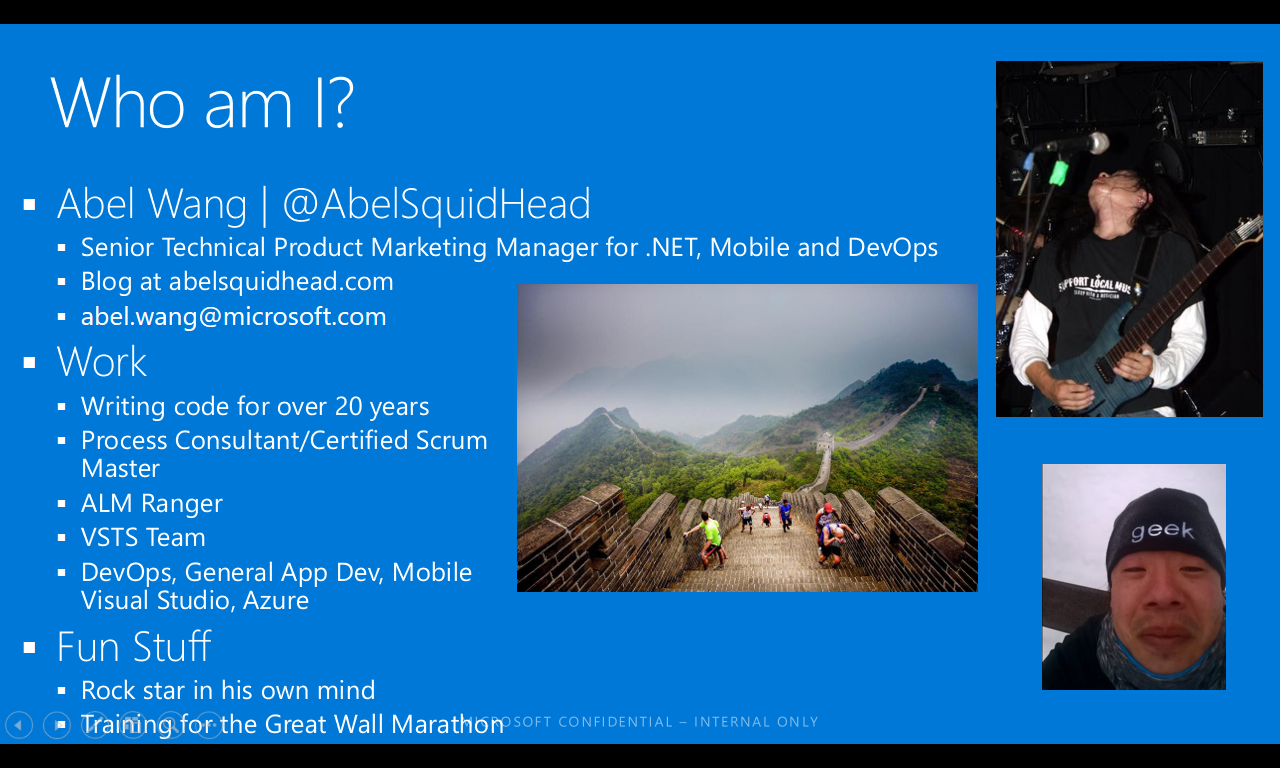 Who am I?
Abel Wang | @AbelSquidHead
Senior Technical Product Marketing Manager for .NET, Mobile and DevOps
Blog at abelsquidhead.com
abel.wang@microsoft.com
Work
Writing code for over 20 years
Process Consultant/Certified Scrum
Master
ALM Ranger
VSTS Team
DevOps, General App Dev, Mobile
Visual Studio, Azure
Fun Stuff
Rock star in his own mind
Training for the Great Wall Marathon
MICROSOFT CONFIDENTIAL – INTERNAL ONLY
SUPPORT LOCAL MUS
geek